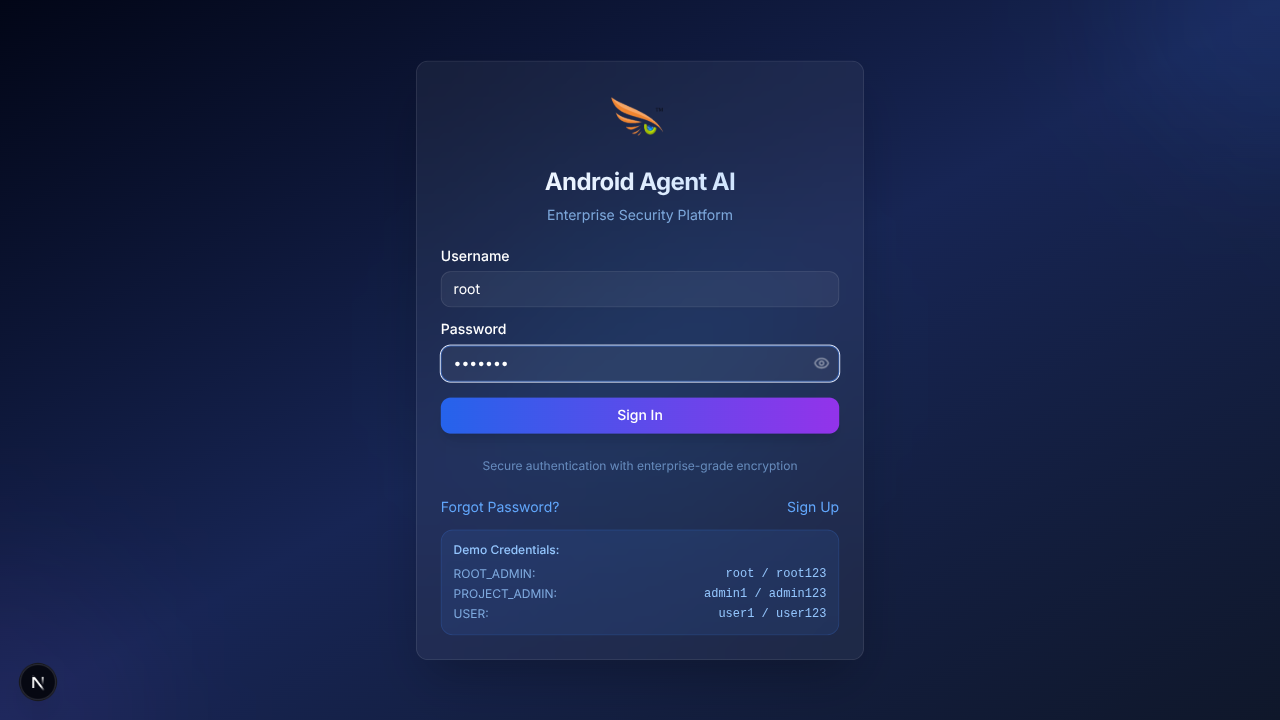 Android Agent AI
Enterprise Security Platform
Username
root
Password
•••••••
Sign In
Secure authentication with enterprise-grade encryption
Forgot Password? Sign Up
Demo Credentials:
ROOT_ADMIN: root / root123
PROJECT_ADMIN: admin1 / admin123
USER: user1 / user123
N